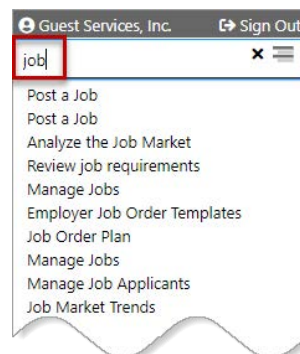 Guest Services, Inc. Sign Out
job
Post a Job
Post a Job
Analyze the Job Market
Review job requirements
Manage Jobs
Employer Job Order Templates
Job Order Plan
Manage Jobs
Manage Job Applicants
Job Market Trends